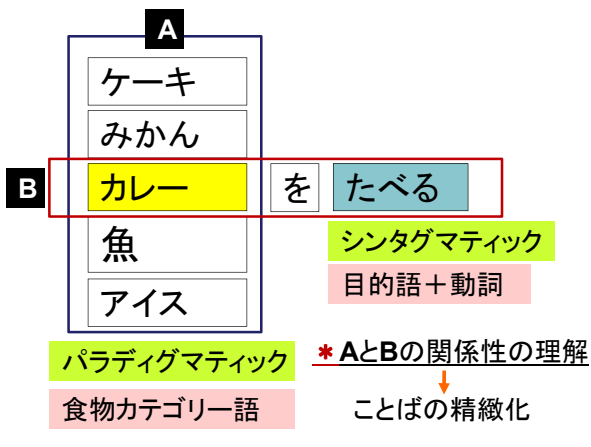 A
ケーキ
みかん
B
カレー を たべる
魚
アイス
シンタグマティック
目的語＋動詞
パラディグマティック
食物カテゴリー語
＊AとBの関係性の理解
ことばの精緻化